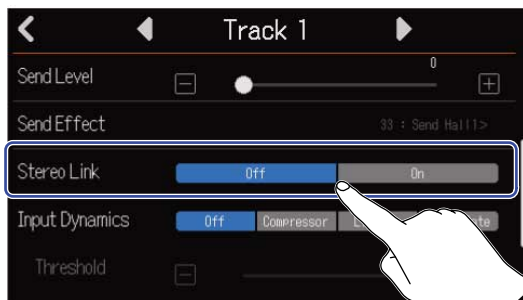 Track 1
Send Level 0
Send Effect 33 : Send Hall1>
Stereo Link Off On
Input Dynamics Off Compressor
Threshold